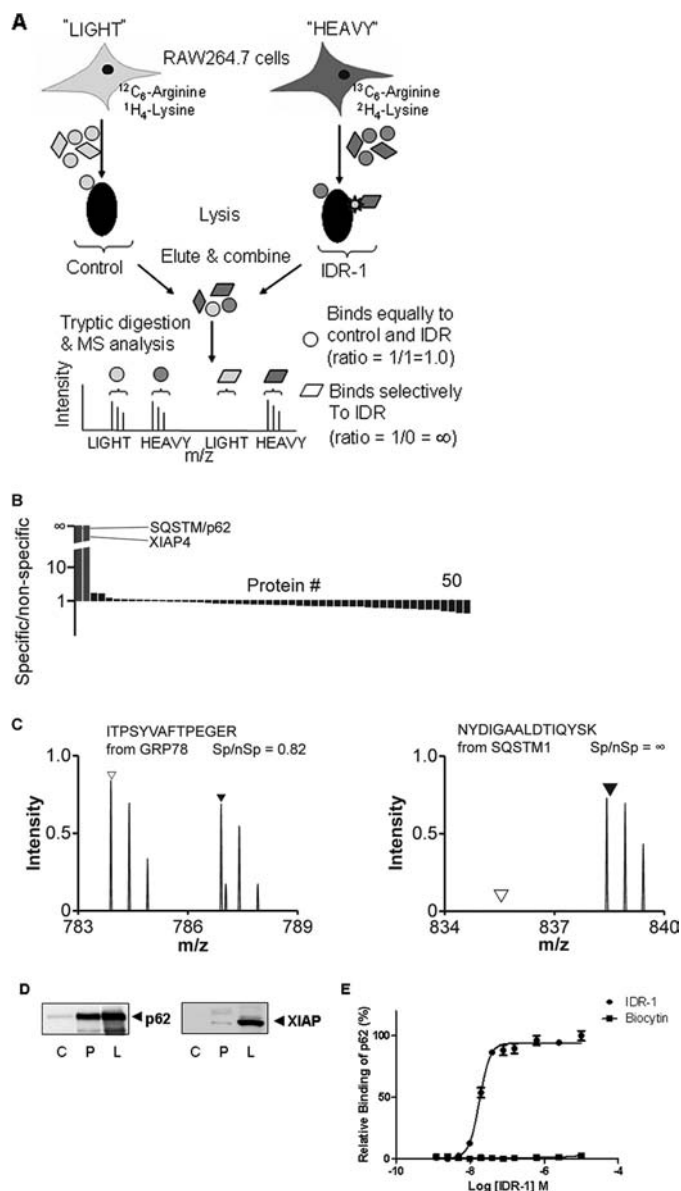 A
"LIGHT"
"HEAVY"
RAW264.7 cells
¹²C₆-Arginine
¹H₄-Lysine
¹³C₆-Arginine
²H₄-Lysine
Lysis
Control
Elute & combine
IDR-1
Tryptic digestion
& MS analysis
Binds equally to
control and IDR
(ratio = 1/1=1.0)
Binds selectively
To IDR
(ratio = 1/0 = ∞)
Intensity
LIGHT HEAVY LIGHT HEAVY
m/z
B
Specific/non-specific
∞
10
1
SQSTM/p62
XIAP4
Protein #
50
C
ITPSYVAFTPEGER
from GRP78 Sp/nSp = 0.82
Intensity
1.0
0.5
0
783 786 789
m/z
NYDIGAALDTIQYSK
from SQSTM1 Sp/nSp = ∞
Intensity
1.0
0.5
0
834 837 840
m/z
D
p62
C P L
XIAP
C P L
E
IDR-1
Biocytin
Relative Binding of p62 (%)
100
50
0
-10 -8 -6 -4
Log [IDR-1] M